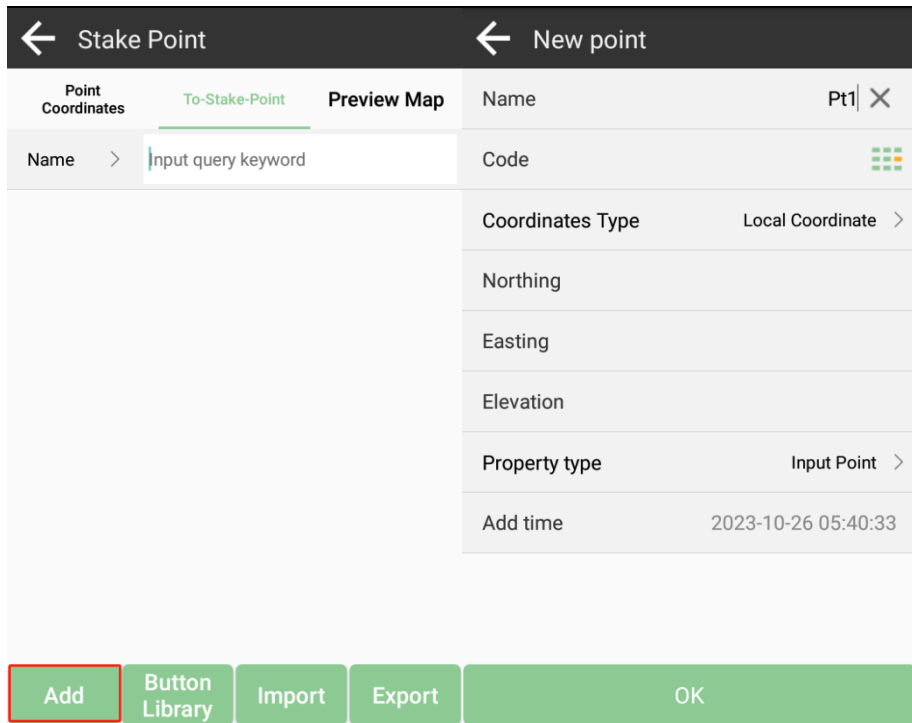 Stake Point
Point
Coordinates
To-Stake-Point
Preview Map
Name
Input query keyword
Add
Button
Library
Import
Export
New point
Name
Pt1
Code
Coordinates Type
Local Coordinate
Northing
Easting
Elevation
Property type
Input Point
Add time
2023-10-26 05:40:33
OK